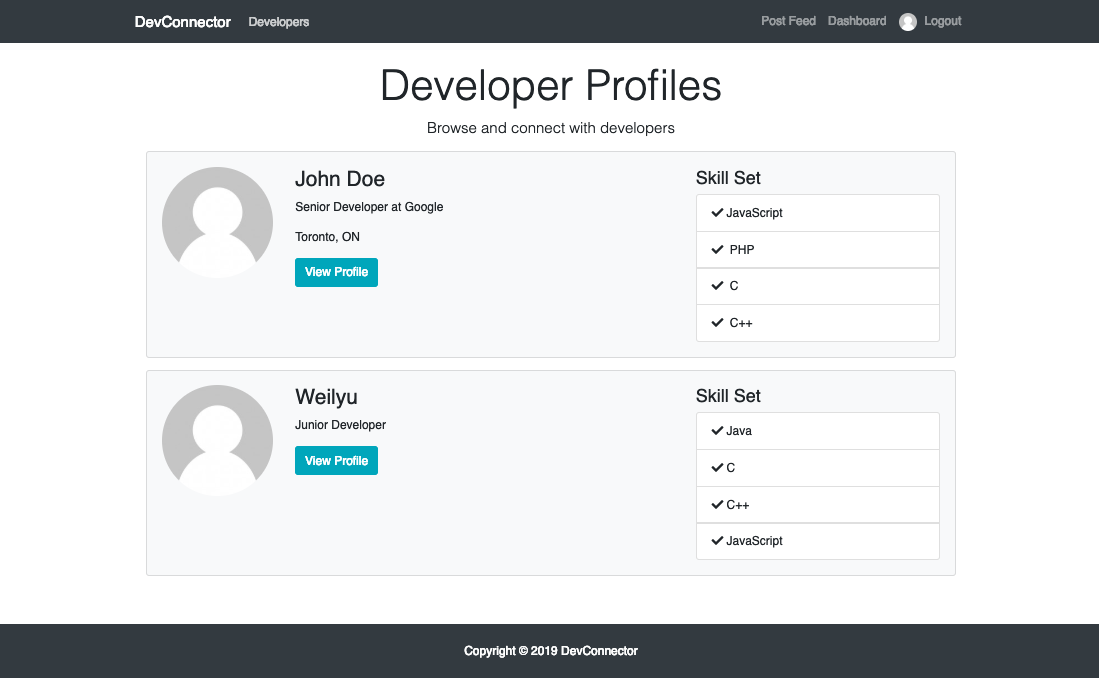 DevConnector Developers Post Feed Dashboard Logout
Developer Profiles
Browse and connect with developers
John Doe
Senior Developer at Google
Toronto, ON
View Profile
Skill Set
JavaScript
PHP
C
C++
Weilyu
Junior Developer
View Profile
Skill Set
Java
C
C++
JavaScript
Copyright © 2019 DevConnector